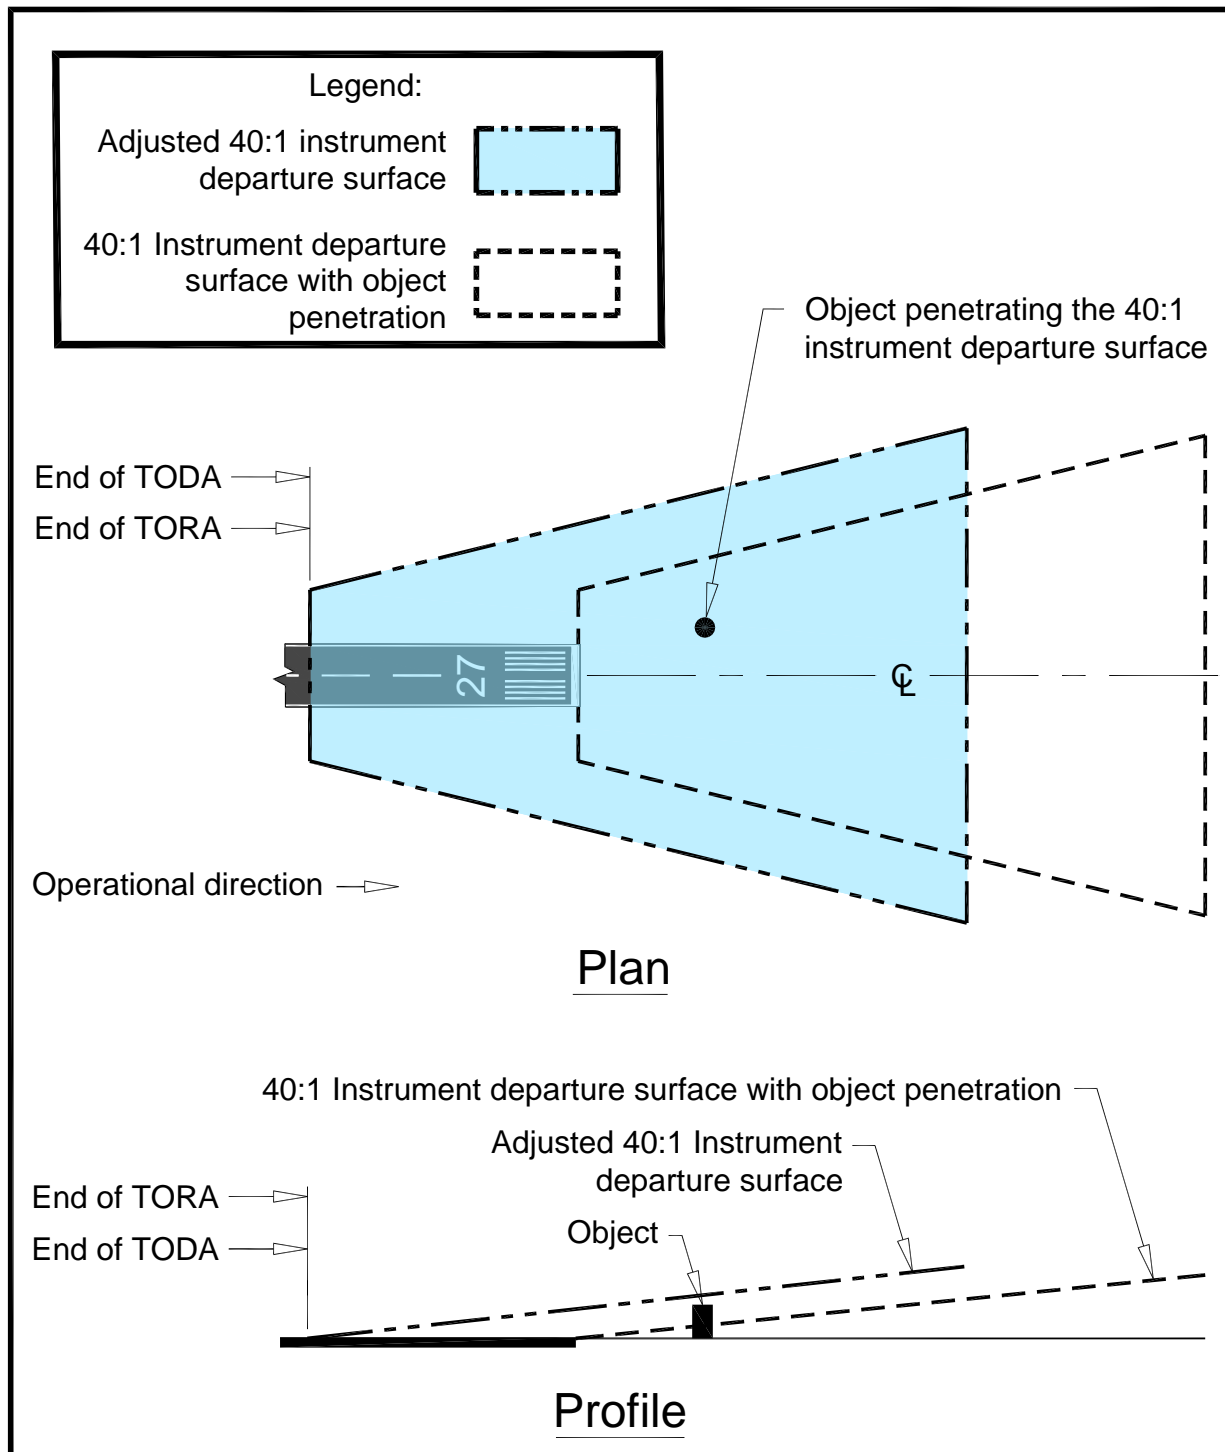 Legend:
Adjusted 40:1 instrument
departure surface
40:1 Instrument departure
surface with object
penetration
Object penetrating the 40:1
instrument departure surface
End of TODA
End of TORA
27
℄
Operational direction
Plan
40:1 Instrument departure surface with object penetration
Adjusted 40:1 Instrument
departure surface
End of TORA
Object
End of TODA
Profile